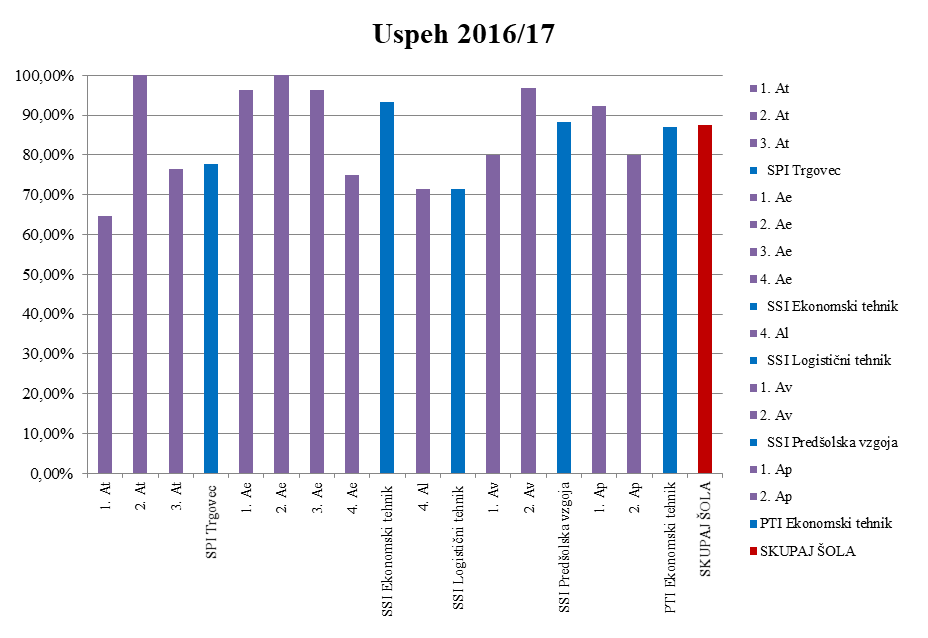 Uspeh 2016/17
100,00%
90,00%
80,00%
70,00%
60,00%
50,00%
40,00%
30,00%
20,00%
10,00%
0,00%
1. At
2. At
3. At
SPI Trgovec
1. Ae
2. Ae
3. Ae
4. Ae
SSI Ekonomski tehnik
4. Al
SSI Logistični tehnik
1. Av
2. Av
SSI Predšolska vzgoja
1. Ap
2. Ap
PTI Ekonomski tehnik
SKUPAJ ŠOLA
1. At
2. At
3. At
SPI Trgovec
1. Ae
2. Ae
3. Ae
4. Ae
SSI Ekonomski tehnik
4. Al
SSI Logistični tehnik
1. Av
2. Av
SSI Predšolska vzgoja
1. Ap
2. Ap
PTI Ekonomski tehnik
SKUPAJ ŠOLA